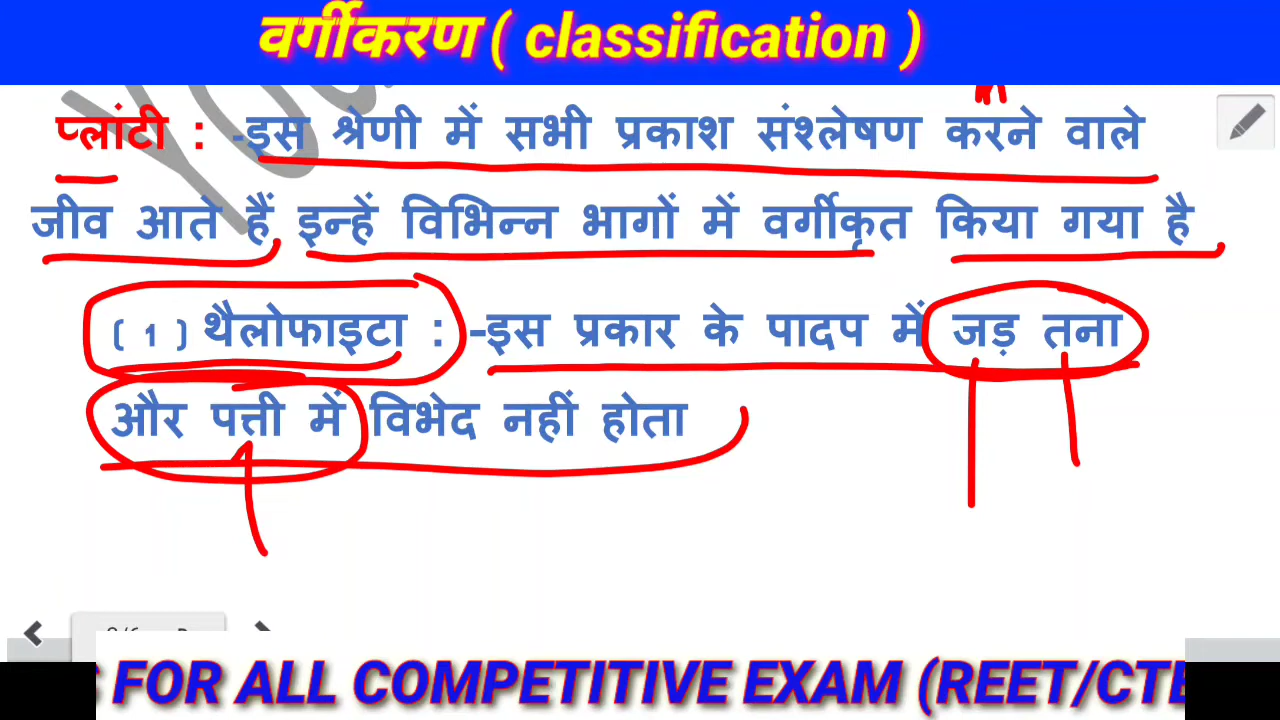 वर्गीकरण ( classification )
प्लांटी : -इस श्रेणी में सभी प्रकाश संश्लेषण करने वाले
जीव आते हैं इन्हें विभिन्न भागों में वर्गीकृत किया गया है
( 1 ) थैलोफाइटा : -इस प्रकार के पादप में जड़ तना
और पत्ती में विभेद नहीं होता
FOR ALL COMPETITIVE EXAM (REET/CTE